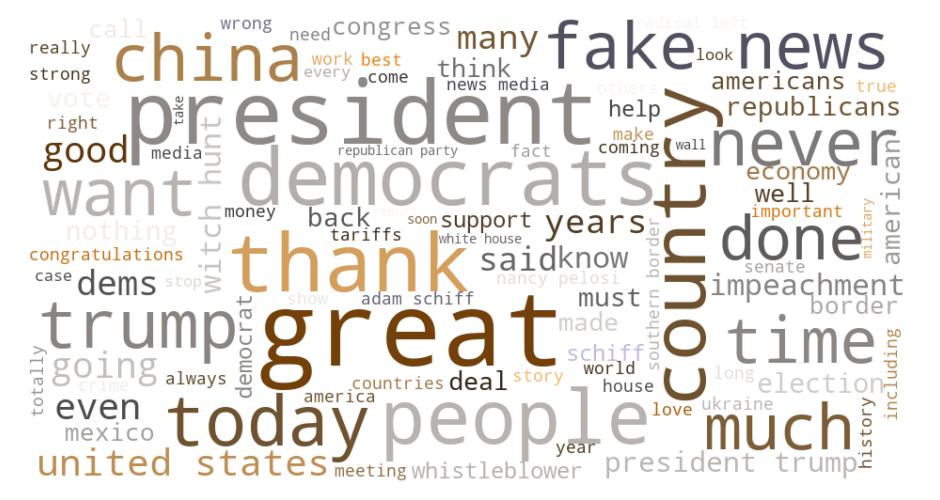 wrong
need
congress
radical left
call
really
china
many
fake
news
look
strong
work
best
every
come
think
news media
americans
true
vote
president
take
others
help
republicans
right
make
good
media
witch hunt
republican party
fact
coming
wall
never
want
democrats
country
economy
american
well
money
back
soon
support
years
important
done
military
nothing
tariffs
white house
thank
said
know
congratulations
case
dems
stop
nancy pelosi
southern border
senate
impeachment
must
show
adam schiff
border
trump
great
democrat
made
time
schiff
going
totally
always
countries
deal
story
world
long
election
including
crime
house
america
even
today
people
love
ukraine
much
history
mexico
year
united states
meeting
whistleblower
president trump